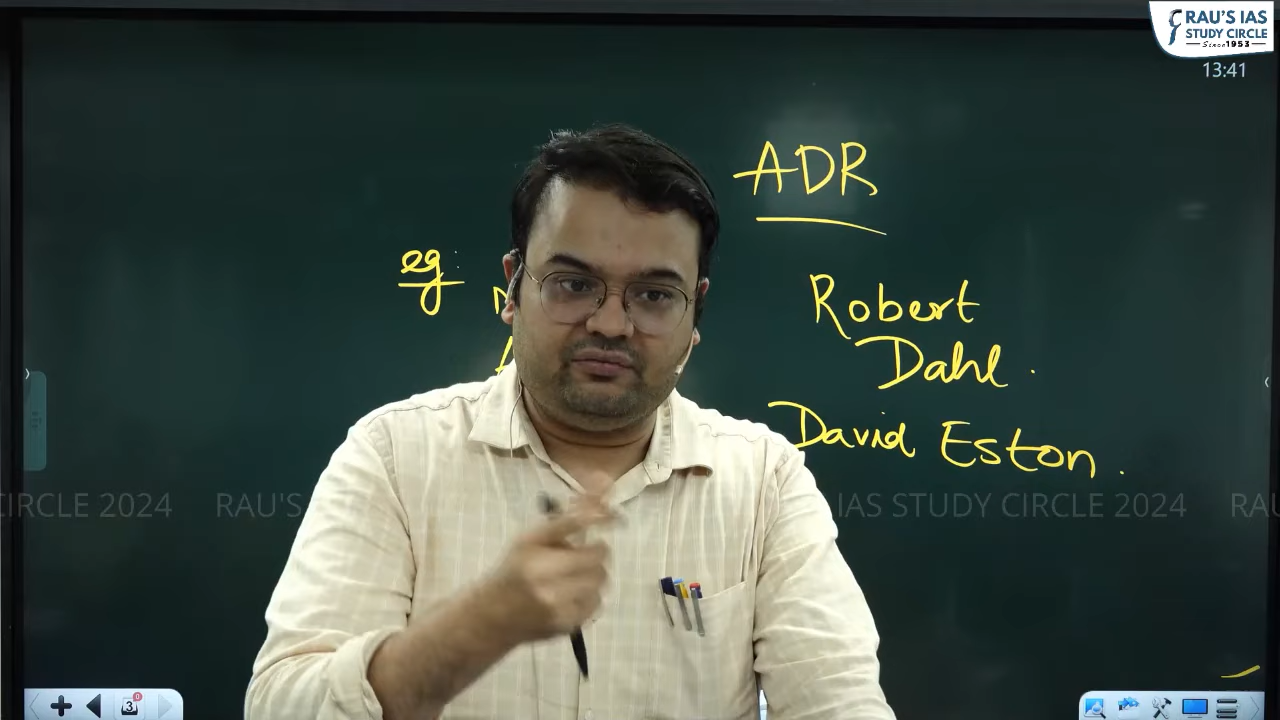 RAU'S IAS
STUDY CIRCLE
Since 1953
13:41
ADR
eg:
Robert
Dahl.
David Eston.
IRCLE 2024 RAU'S IAS STUDY CIRCLE 2024 RAU
3
0